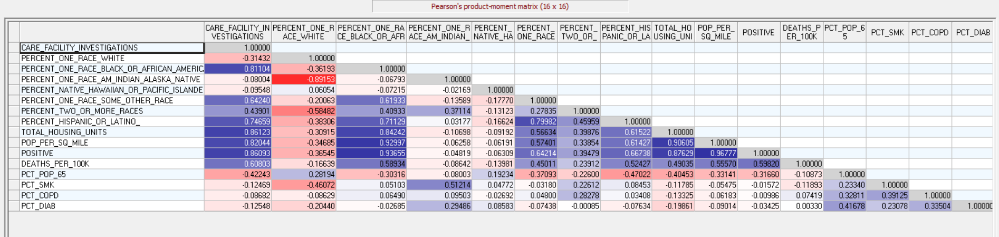 Pearson's product-moment matrix (16 x 16)
CARE_FACILITY_IN PERCENT_ONE_R PERCENT_ONE_RA PERCENT_ONE_R PERCENT_ PERCENT_ PERCENT_ PERCENT_HIS TOTAL_HO POP_PER_ POSITIVE DEATHS_P PCT_POP_6 PCT_SMK PCT_COPD PCT_DIAB
VESTIGATIONS ACE_WHITE CE_BLACK_OR_AFR ACE_AM_INDIAN_ NATIVE_HA ONE_RACE TWO_OR_ PANIC_OR_LA USING_UNI SQ_MILE ER_100K 5
CARE_FACILITY_INVESTIGATIONS 1.00000
PERCENT_ONE_RACE_WHITE -0.31432 1.00000
PERCENT_ONE_RACE_BLACK_OR_AFRICAN_AMERIC 0.81104 -0.36193 1.00000
PERCENT_ONE_RACE_AM_INDIAN_ALASKA_NATIVE -0.08004 -0.89153 -0.06793 1.00000
PERCENT_NATIVE_HAWAIIAN_OR_PACIFIC_ISLANDE -0.09548 0.06054 -0.07215 -0.02169 1.00000
PERCENT_ONE_RACE_SOME_OTHER_RACE 0.64240 -0.20063 0.61933 -0.13589 -0.17770 1.00000
PERCENT_TWO_OR_MORE_RACES 0.43901 -0.58482 0.40933 0.37114 -0.13123 0.27835 1.00000
PERCENT_HISPANIC_OR_LATINO_ 0.74659 -0.38306 0.71129 0.03177 -0.16624 0.79982 0.45959 1.00000
TOTAL_HOUSING_UNITS 0.86123 -0.30915 0.84242 -0.10698 -0.09192 0.56634 0.39876 0.61522 1.00000
POP_PER_SQ_MILE 0.82044 -0.34685 0.92997 -0.06258 -0.06191 0.57401 0.33854 0.61427 0.90605 1.00000
POSITIVE 0.86093 -0.36545 0.93655 -0.04819 -0.06309 0.64214 0.39479 0.66738 0.87629 0.96777 1.00000
DEATHS_PER_100K 0.60803 -0.16639 0.58934 -0.08642 -0.13981 0.45011 0.23912 0.52427 0.49035 0.55570 0.59820 1.00000
PCT_POP_65 -0.42243 0.28194 -0.30316 -0.08003 0.19234 -0.37093 -0.22600 -0.47022 -0.40453 -0.33141 -0.31660 -0.10873 1.00000
PCT_SMK -0.12469 -0.46072 0.05103 0.51214 0.04772 -0.03180 0.22612 0.08453 -0.11785 -0.05475 -0.01572 -0.11893 0.23340 1.00000
PCT_COPD -0.08682 -0.08629 0.06490 0.09503 -0.02692 0.04800 0.28278 0.03408 -0.13325 -0.06183 -0.00986 0.07419 0.32811 0.39125 1.00000
PCT_DIAB -0.12548 -0.20440 -0.02685 0.29486 0.08583 -0.07438 -0.00085 -0.07634 -0.19861 -0.09014 -0.03425 0.00330 0.41678 0.23078 0.33504 1.00000